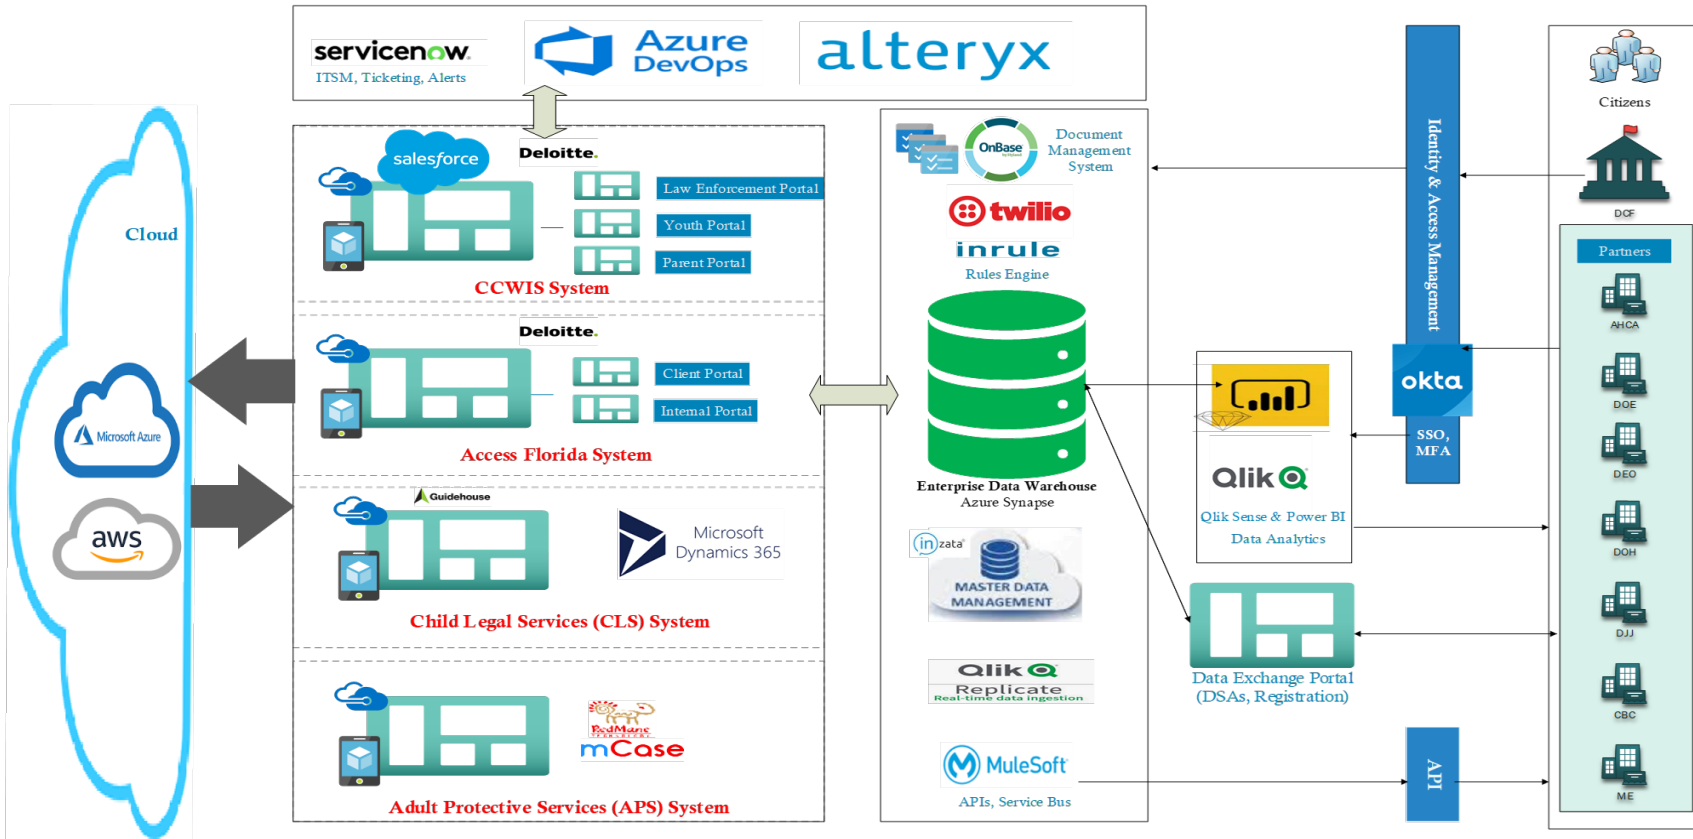 servicenow.
ITSM, Ticketing, Alerts
Azure
DevOps
alteryx
Cloud
Microsoft Azure
aws
salesforce
Deloitte.
Law Enforcement Portal
Youth Portal
Parent Portal
CCWIS System
Deloitte.
Client Portal
Internal Portal
Access Florida System
Guidehouse
Microsoft
Dynamics 365
Child Legal Services (CLS) System
RedMane
mCase
Adult Protective Services (APS) System
OnBase
Document
Management
System
twilio
inrule
Rules Engine
Enterprise Data Warehouse
Azure Synapse
inzata
MASTER DATA
MANAGEMENT
Qlik
Replicate
Real-time data ingestion
MuleSoft
APIs, Service Bus
Qlik
Qlik Sense & Power BI
Data Analytics
Data Exchange Portal
(DSAs, Registration)
Identity & Access Management
okta
SSO,
MFA
API
Citizens
DCF
Partners
AHCA
DOE
DEO
DOH
DJJ
CBC
ME